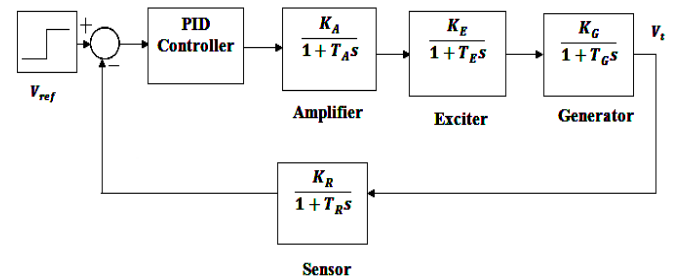 +
−
V_ref
PID
Controller
K_A
1+T_A s
Amplifier
K_E
1+T_E s
Exciter
K_G
1+T_G s
Generator
V_t
K_R
1+T_R s
Sensor